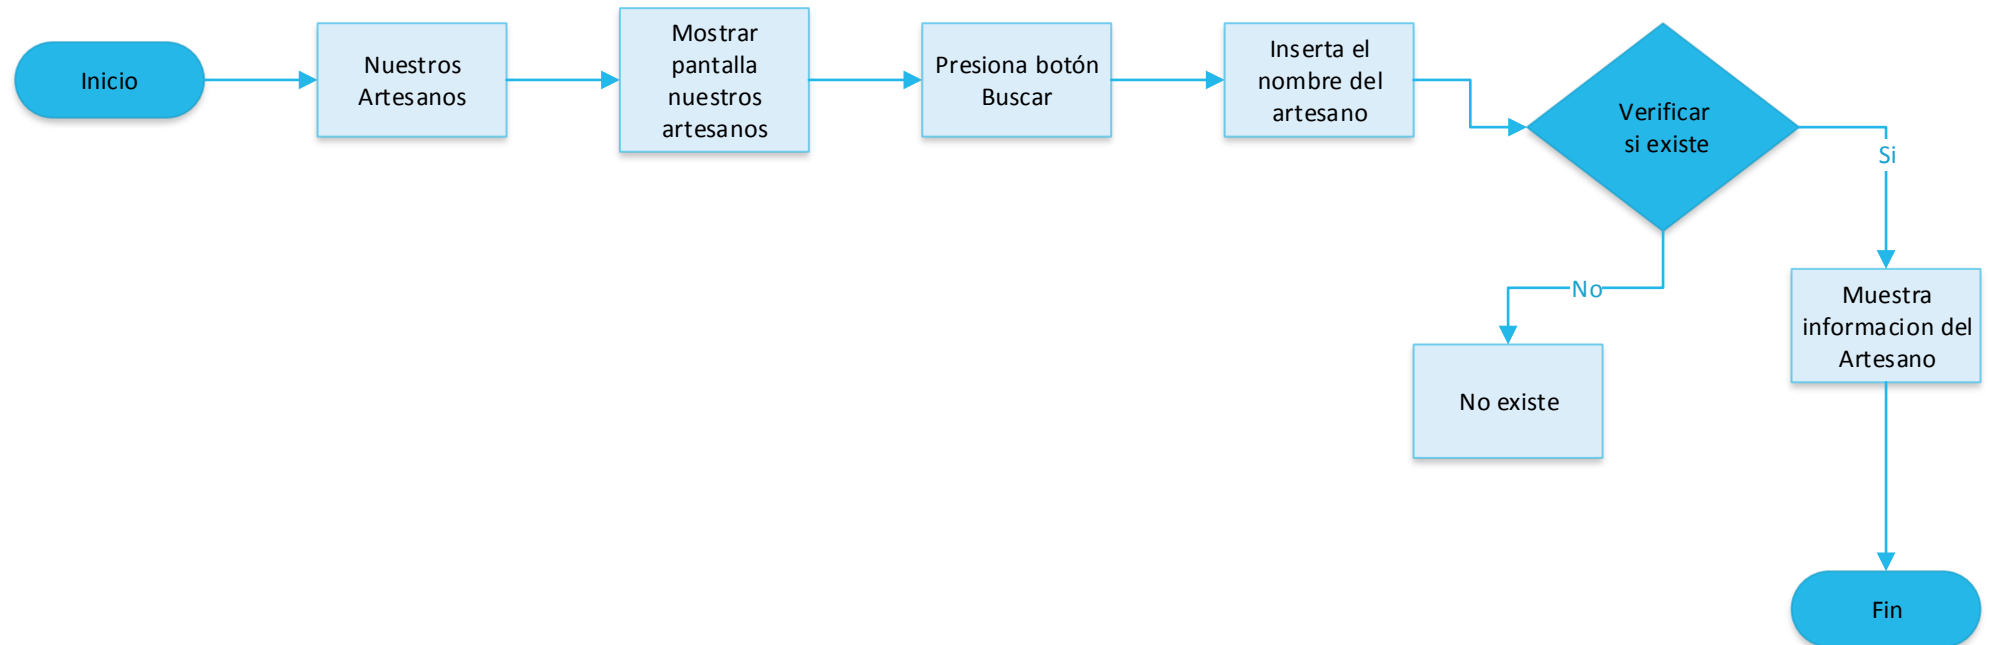 Inicio
Nuestros
Artesanos
Mostrar
pantalla
nuestros
artesanos
Presiona botón
Buscar
Inserta el
nombre del
artesano
Verificar
si existe
Si
No
Muestra
informacion del
Artesano
No existe
Fin